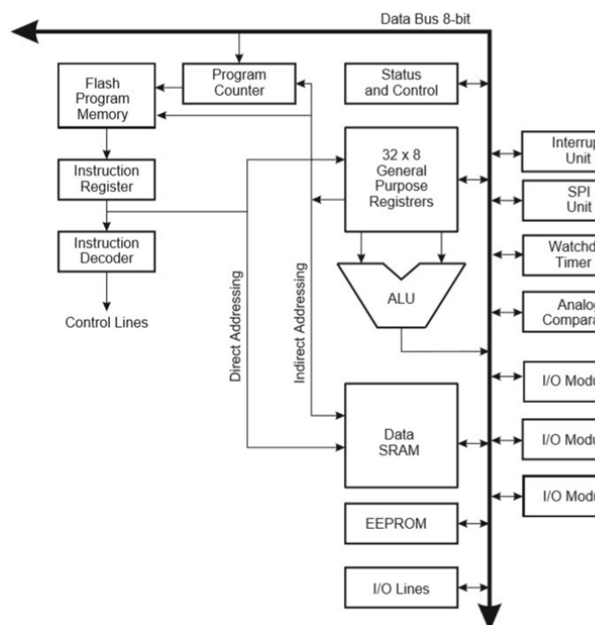 Data Bus 8-bit
Flash
Program
Memory
Program
Counter
Status
and Control
Instruction
Register
32 x 8
General
Purpose
Registrers
Interrup
Unit
SPI
Unit
Instruction
Decoder
Watchd
Timer
ALU
Analog
Compara
Control Lines
Direct Addressing
Indirect Addressing
I/O Modu
Data
SRAM
I/O Modu
I/O Modu
EEPROM
I/O Lines